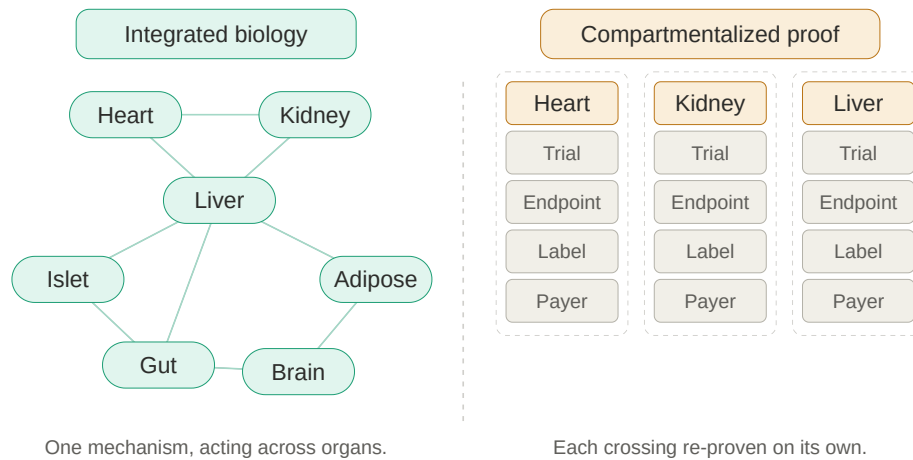 Integrated biology
Heart
Kidney
Liver
Islet
Adipose
Gut
Brain
One mechanism, acting across organs.
Compartmentalized proof
Heart
Kidney
Liver
Trial
Trial
Trial
Endpoint
Endpoint
Endpoint
Label
Label
Label
Payer
Payer
Payer
Each crossing re-proven on its own.